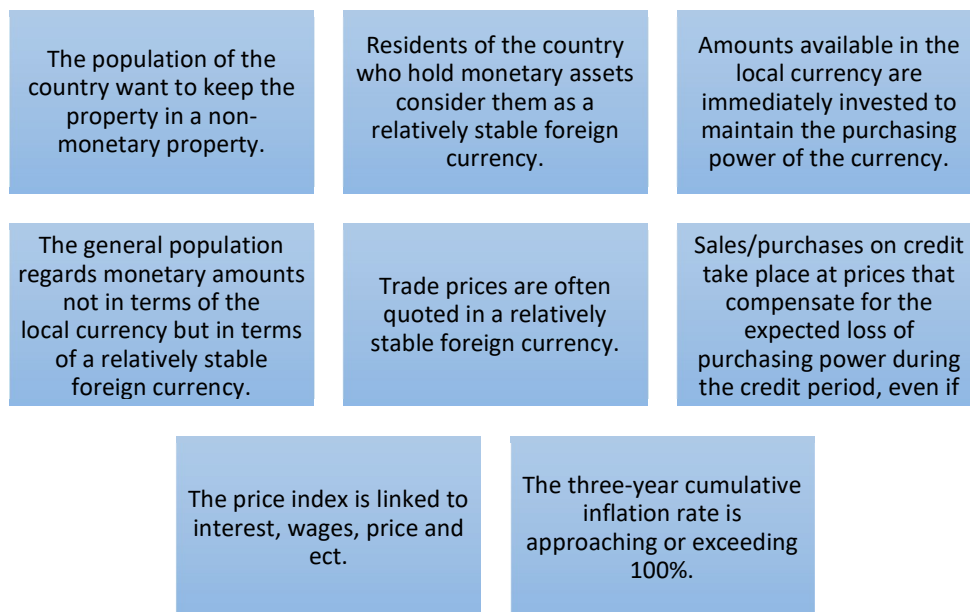 The population of the
country want to keep the
property in a non-
monetary property.
Residents of the country
who hold monetary assets
consider them as a
relatively stable foreign
currency.
Amounts available in the
local currency are
immediately invested to
maintain the purchasing
power of the currency.
The general population
regards monetary amounts
not in terms of the
local currency but in terms
of a relatively stable
foreign currency.
Trade prices are often
quoted in a relatively
stable foreign currency.
Sales/purchases on credit
take place at prices that
compensate for the
expected loss of
purchasing power during
the credit period, even if
The price index is linked to
interest, wages, price and
ect.
The three-year cumulative
inflation rate is
approaching or exceeding
100%.